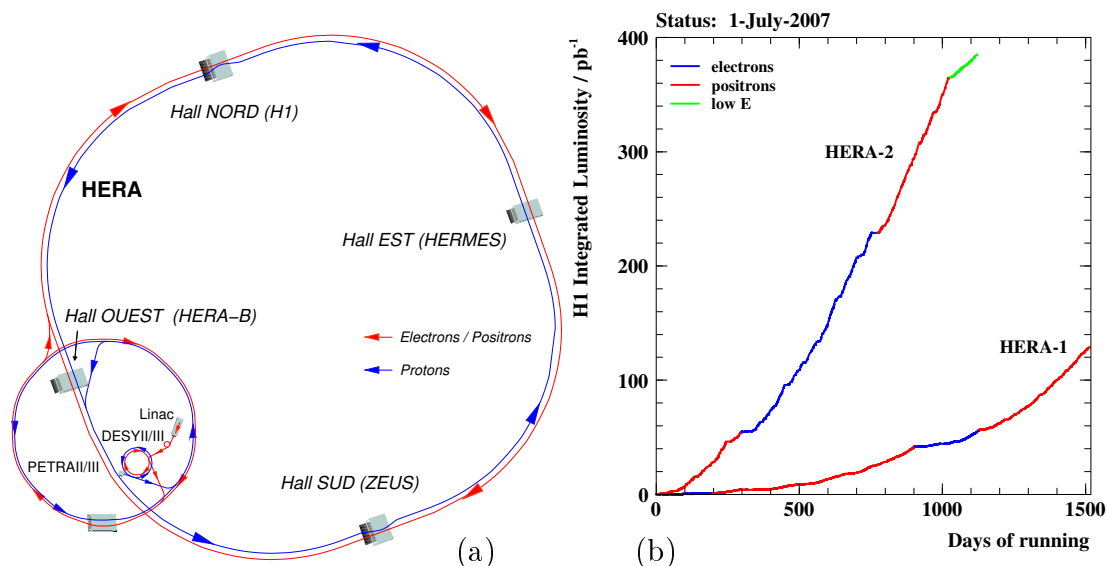 Hall NORD (H1)
HERA
Hall EST (HERMES)
Hall OUEST (HERA−B)
Electrons / Positrons
Protons
Linac
DESYII/III
PETRAII/III
Hall SUD (ZEUS)
(a)
Status: 1-July-2007
H1 Integrated Luminosity / pb-1
400
300
200
100
0
electrons
positrons
low E
HERA-2
HERA-1
0
500
1000
1500
Days of running
(b)